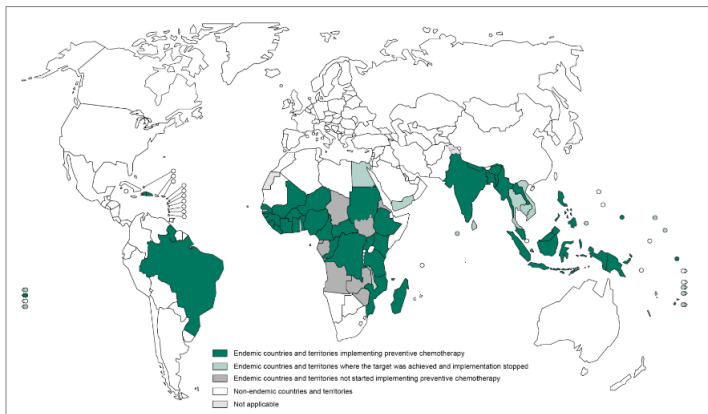 Endemic countries and territories implementing preventive chemotherapy
Endemic countries and territories where the target was achieved and implementation stopped
Endemic countries and territories not started implementing preventive chemotherapy
Non-endemic countries and territories
Not applicable